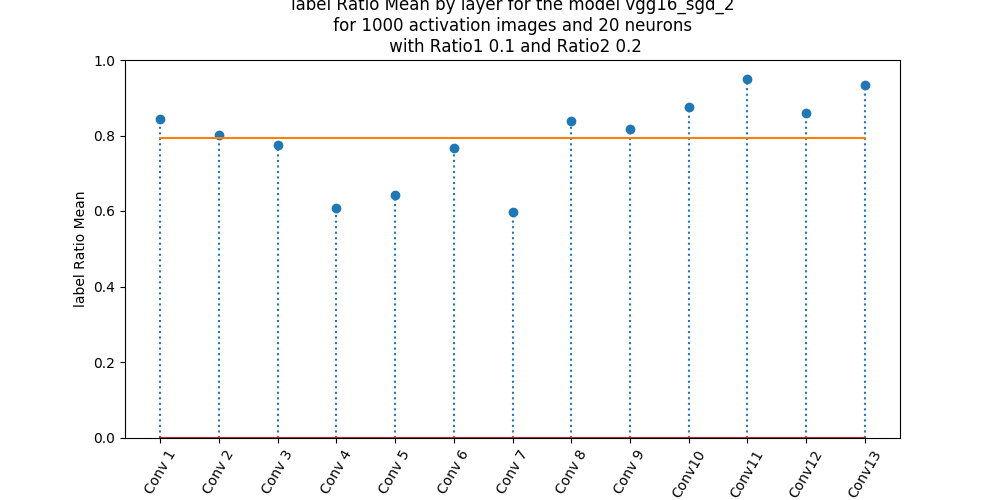 label Ratio Mean by layer for the model vgg16_sgd_2
for 1000 activation images and 20 neurons
with Ratio1 0.1 and Ratio2 0.2
1.0
0.8
0.6
0.4
0.2
0.0
label Ratio Mean
Conv 1
Conv 2
Conv 3
Conv 4
Conv 5
Conv 6
Conv 7
Conv 8
Conv 9
Conv10
Conv11
Conv12
Conv13